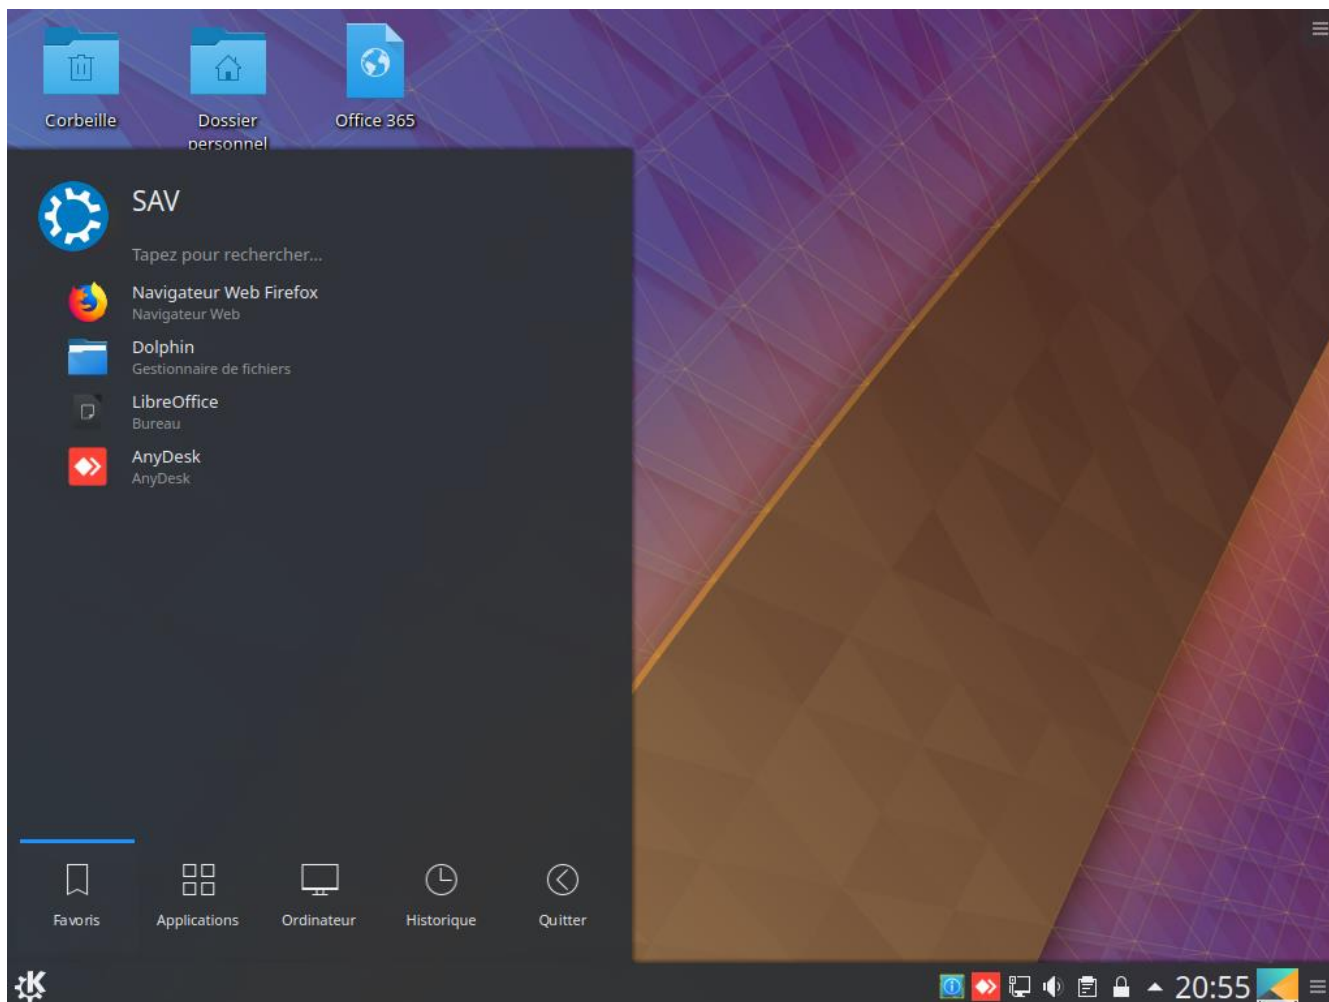 Corbeille
Dossier
personnel
Office 365
SAV
Tapez pour rechercher...
Navigateur Web Firefox
Navigateur Web
Dolphin
Gestionnaire de fichiers
LibreOffice
Bureau
AnyDesk
AnyDesk
Favoris
Applications
Ordinateur
Historique
Quitter
20:55